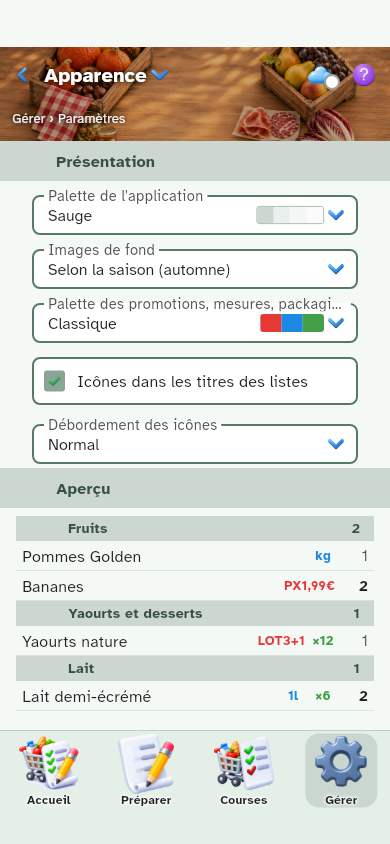 Apparence
?
Gérer › Paramètres
Présentation
Palette de l'application
Sauge
Images de fond
Selon la saison (automne)
Palette des promotions, mesures, packagi...
Classique
Icônes dans les titres des listes
Débordement des icônes
Normal
Aperçu
Fruits 2
Pommes Golden kg 1
Bananes PX1,99€ 2
Yaourts et desserts 1
Yaourts nature LOT3+1 ×12 1
Lait 1
Lait demi-écrémé 1l ×6 2
Accueil Préparer Courses Gérer